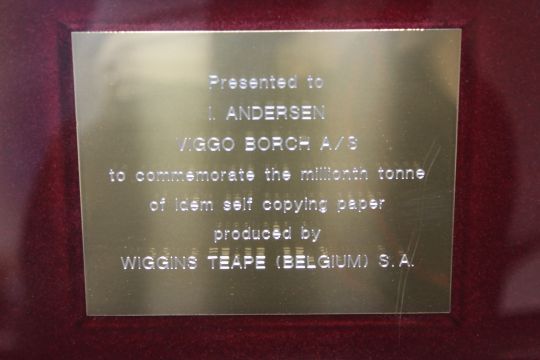 Presented to
I. ANDERSEN
VIGGO BORCH A/S
to commemorate the millionth tonne
of idem self copying paper
produced by
WIGGINS TEAPE (BELGIUM) S.A.